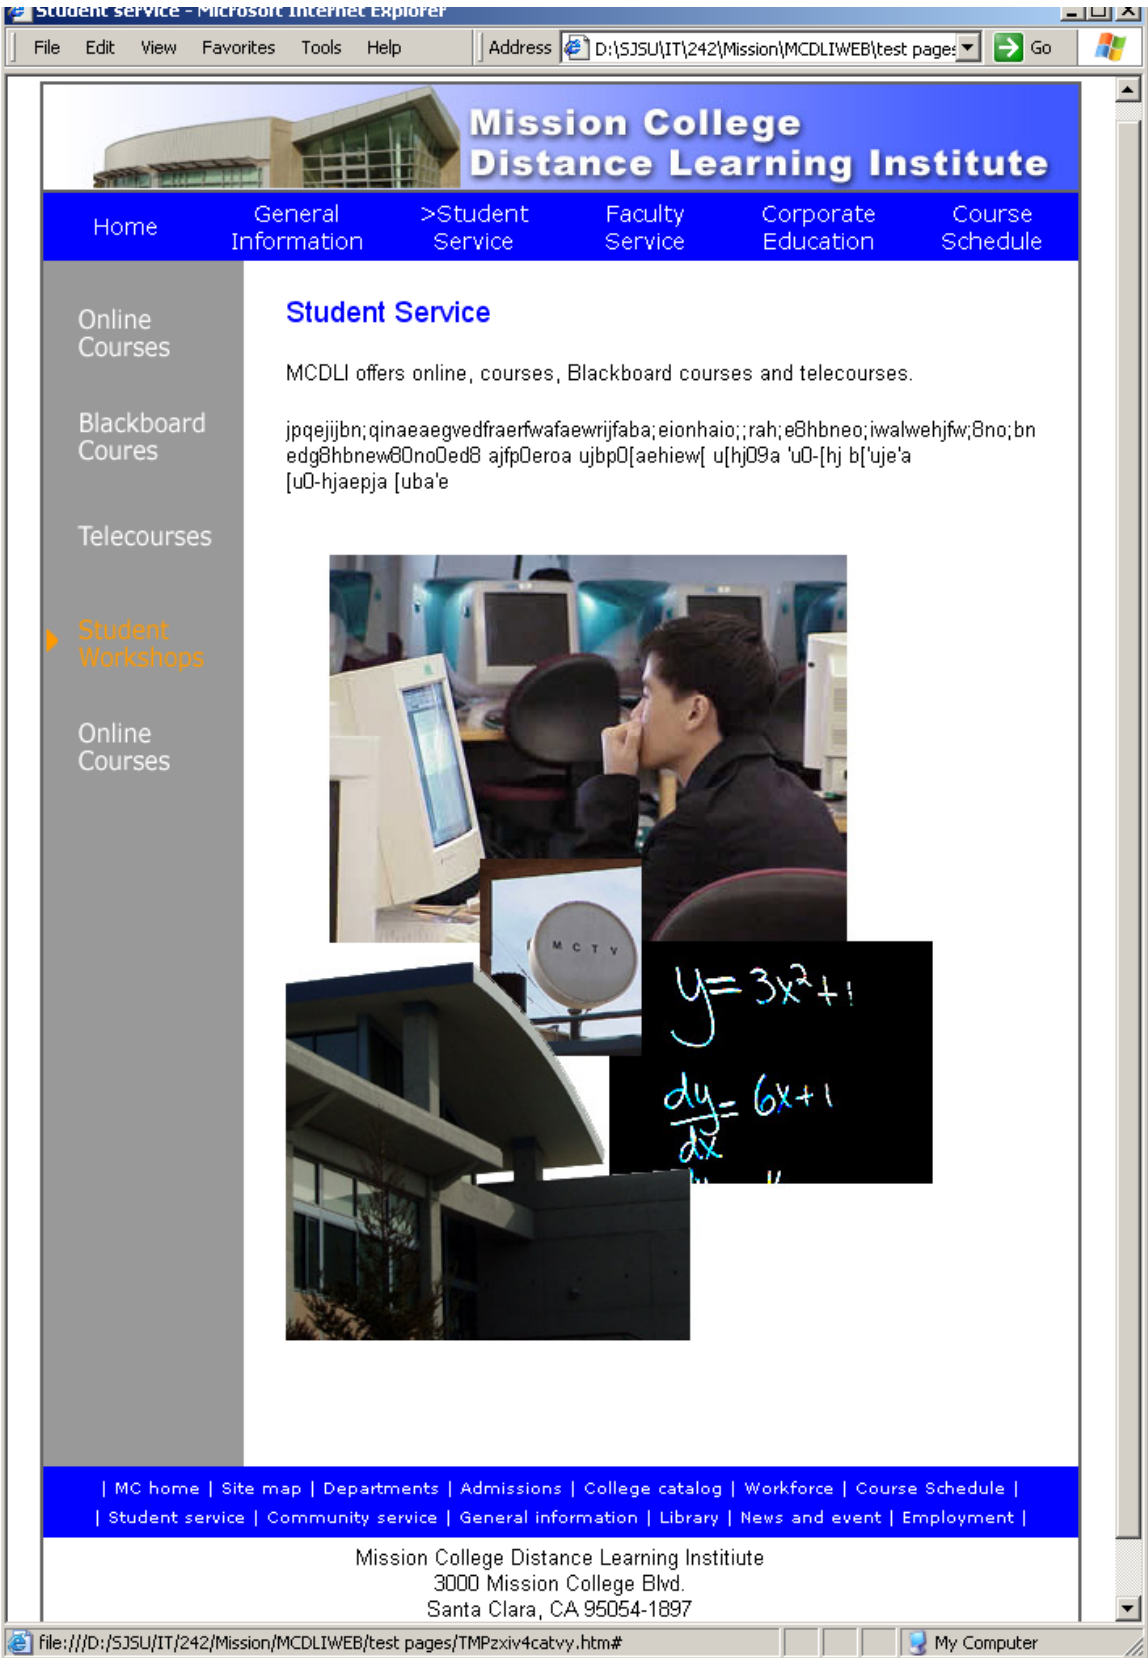 Student service - Microsoft Internet Explorer
File Edit View Favorites Tools Help Address D:\SJSU\IT\242\Mission\MCDLIWEB\test pages Go
Mission College
Distance Learning Institute
Home General Information >Student Service Faculty Service Corporate Education Course Schedule
Online
Courses
Blackboard
Coures
Telecourses
Student
Workshops
Online
Courses
Student Service
MCDLI offers online, courses, Blackboard courses and telecourses.
jpqejijbn;qinaeaegvedfraerfwafaewrijfaba;eionhaio;;rah;e8hbneo;iwalwehjfw;8no;bn
edg8hbnew80no0ed8 ajfp0eroa ujbp0[aehiew[ u[hj09a 'u0-[hj b['uje'a
[u0-hjaepja [uba'e
MCTV
y=3x²+1
dy/dx = 6x+1
| MC home | Site map | Departments | Admissions | College catalog | Workforce | Course Schedule |
| Student service | Community service | General information | Library | News and event | Employment |
Mission College Distance Learning Institiute
3000 Mission College Blvd.
Santa Clara, CA 95054-1897
file:///D:/SJSU/IT/242/Mission/MCDLIWEB/test pages/TMPzxiv4catvy.htm# My Computer